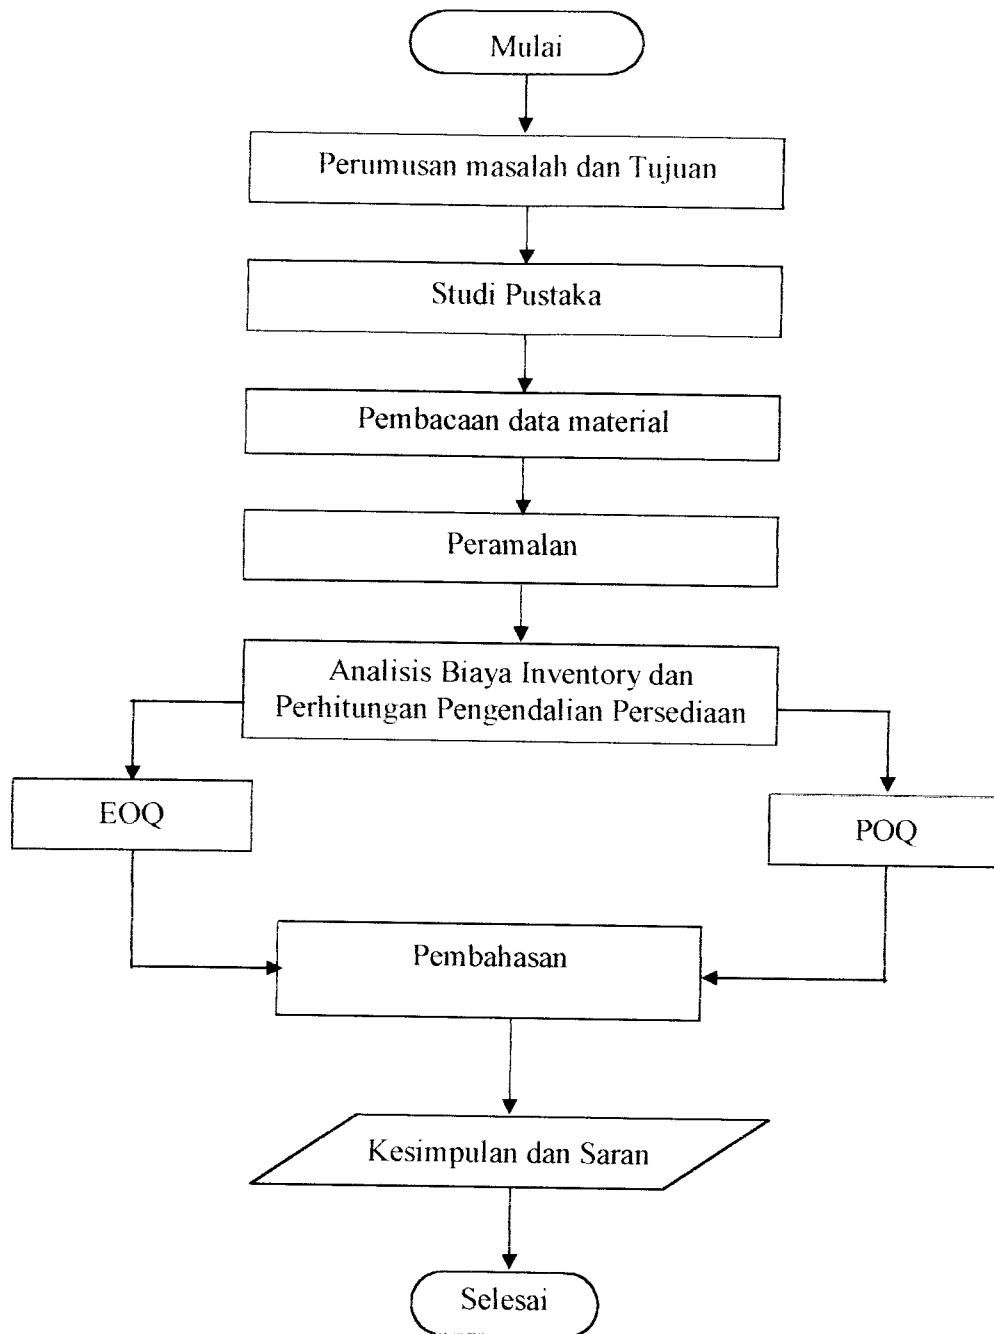 Mulai
Perumusan masalah dan Tujuan
Studi Pustaka
Pembacaan data material
Peramalan
Analisis Biaya Inventory dan
Perhitungan Pengendalian Persediaan
EOQ
POQ
Pembahasan
Kesimpulan dan Saran
Selesai